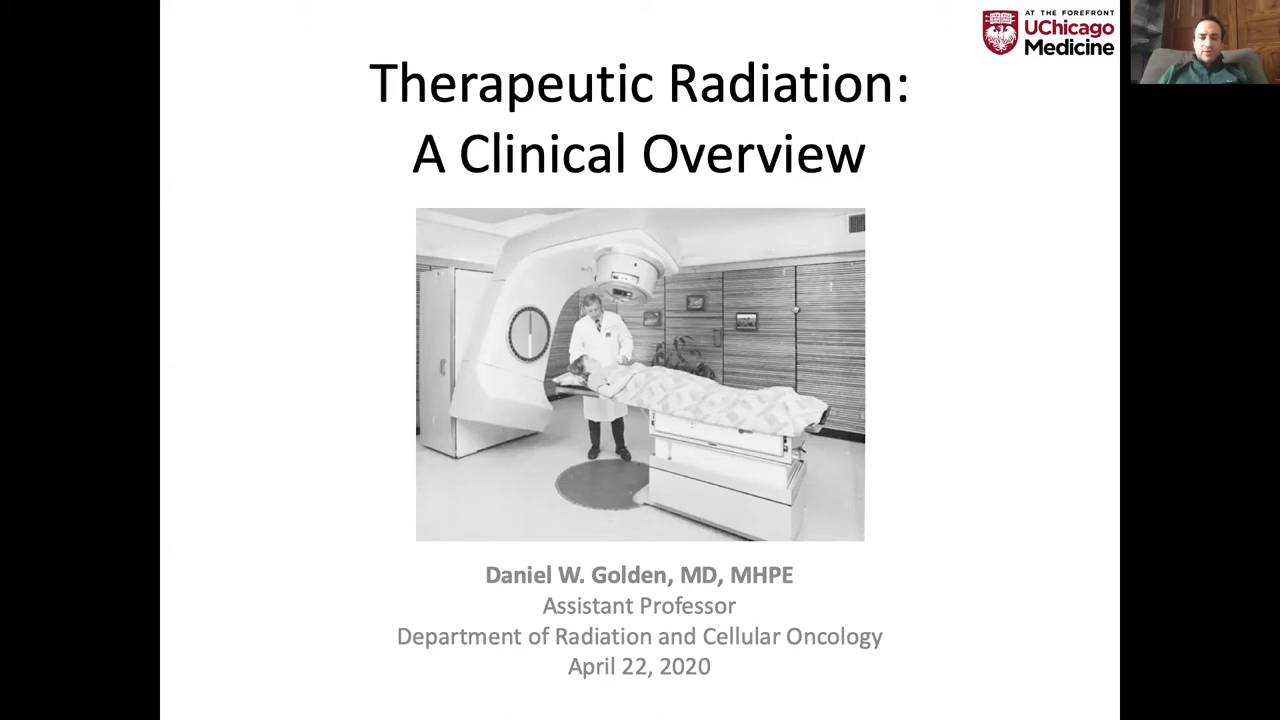 AT THE FOREFRONT
UChicago
Medicine
Therapeutic Radiation:
A Clinical Overview
Daniel W. Golden, MD, MHPE
Assistant Professor
Department of Radiation and Cellular Oncology
April 22, 2020